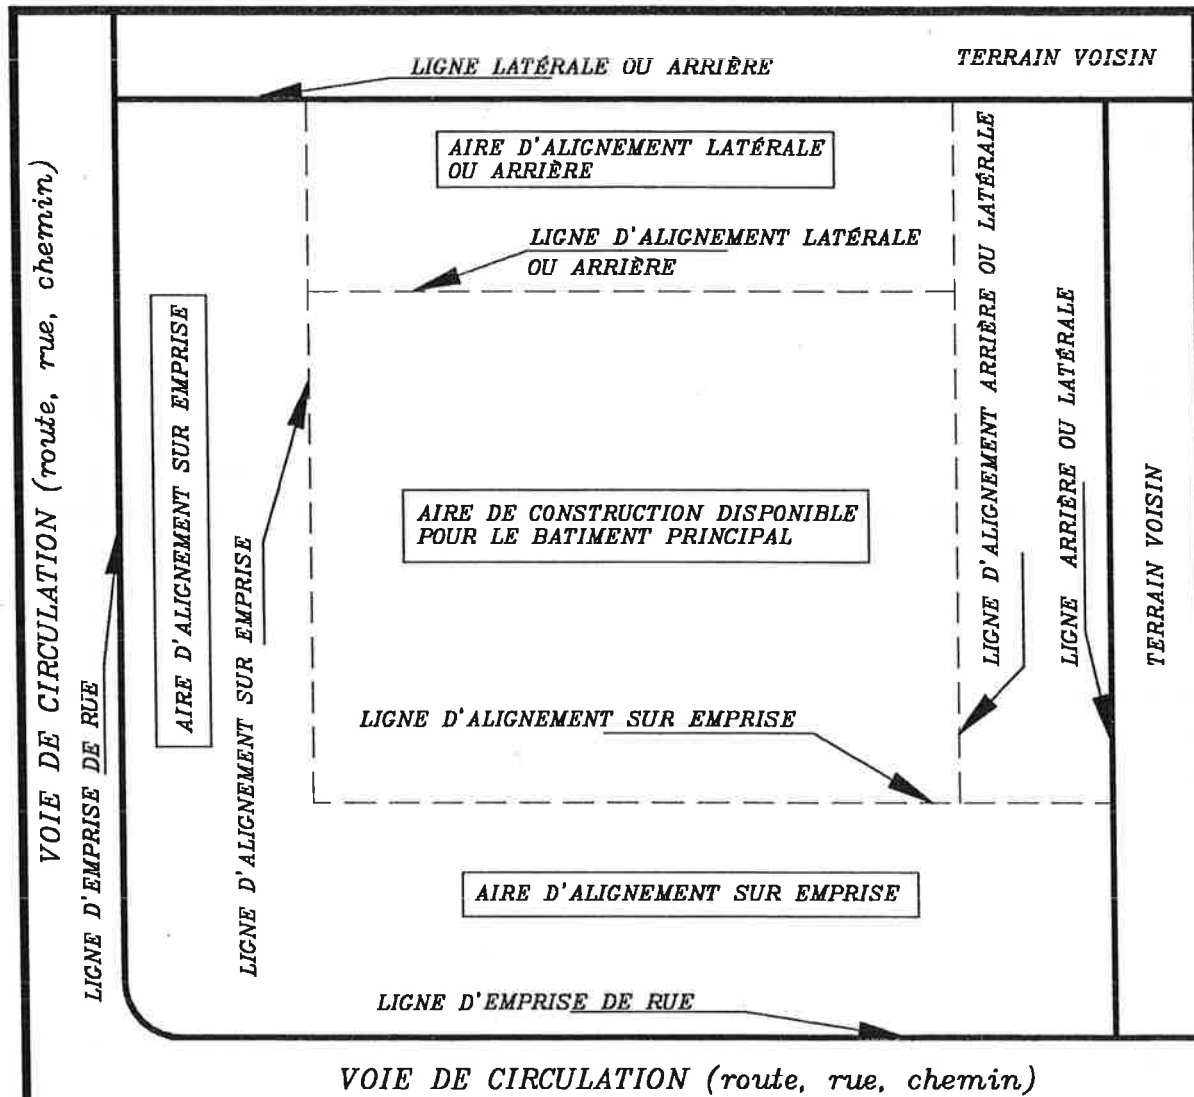 TERRAIN VOISIN
LIGNE LATÉRALE OU ARRIÈRE
AIRE D'ALIGNEMENT LATÉRALE
OU ARRIÈRE
LIGNE D'ALIGNEMENT LATÉRALE
OU ARRIÈRE
VOIE DE CIRCULATION (route, rue, chemin)
LIGNE D'EMPRISE DE RUE
AIRE D'ALIGNEMENT SUR EMPRISE
LIGNE D'ALIGNEMENT SUR EMPRISE
AIRE DE CONSTRUCTION DISPONIBLE
POUR LE BATIMENT PRINCIPAL
LIGNE D'ALIGNEMENT ARRIÈRE OU LATÉRALE
LIGNE ARRIÈRE OU LATÉRALE
TERRAIN VOISIN
LIGNE D'ALIGNEMENT SUR EMPRISE
AIRE D'ALIGNEMENT SUR EMPRISE
LIGNE D'EMPRISE DE RUE
VOIE DE CIRCULATION (route, rue, chemin)